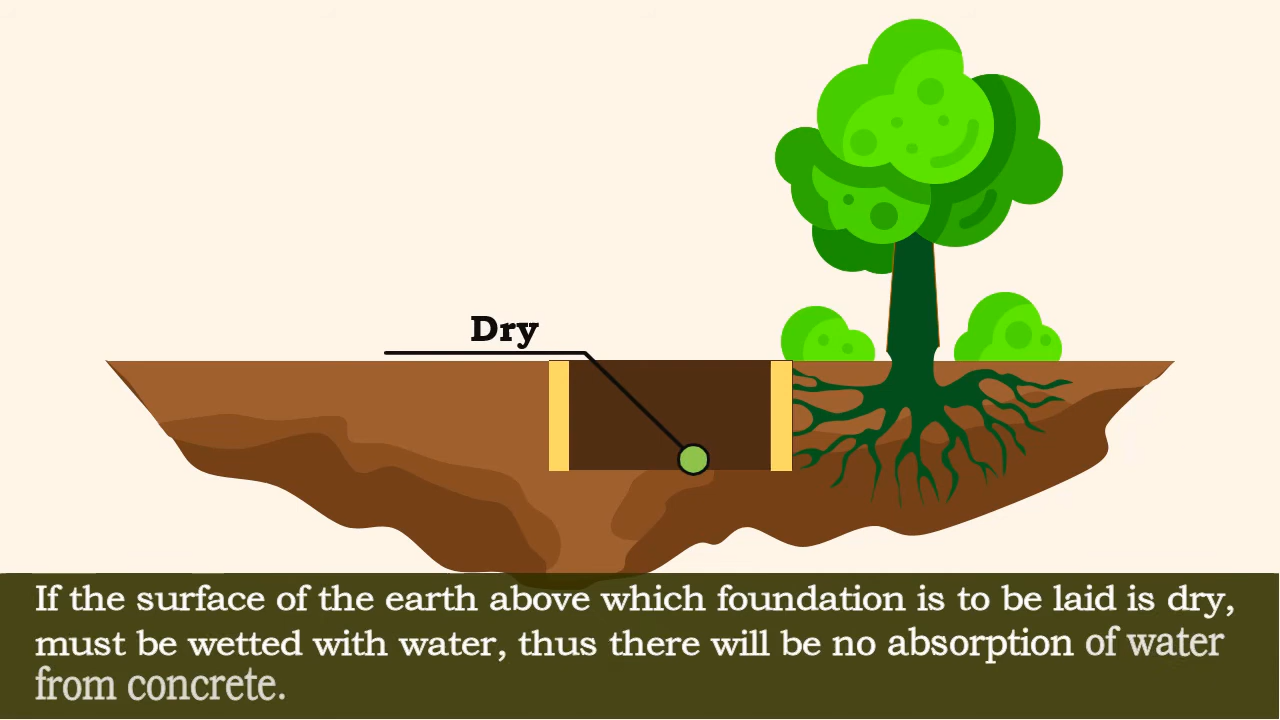 Dry
If the surface of the earth above which foundation is to be laid is dry,
must be wetted with water, thus there will be no absorption of water
from concrete.